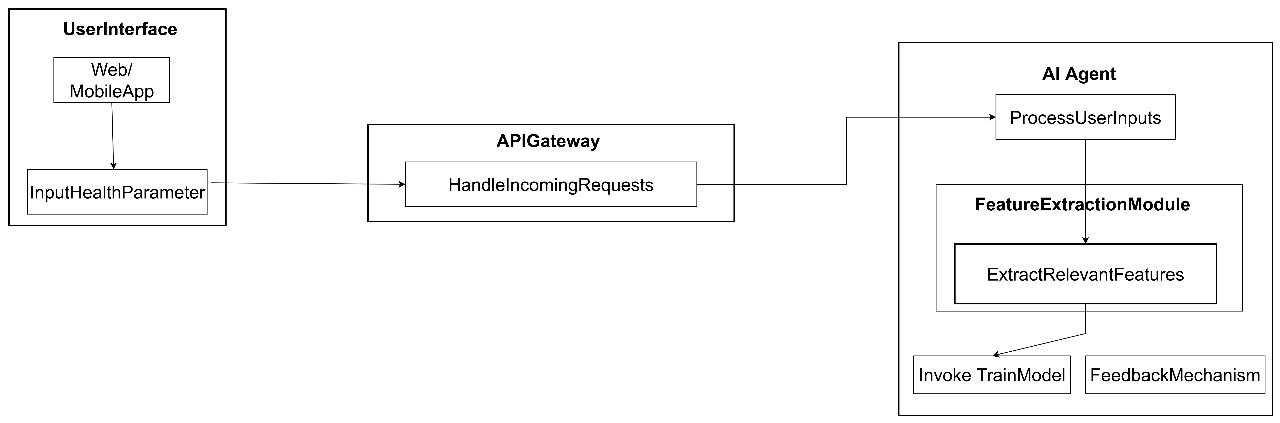 UserInterface
Web/
MobileApp
InputHealthParameter
APIGateway
HandleIncomingRequests
AI Agent
ProcessUserInputs
FeatureExtractionModule
ExtractRelevantFeatures
Invoke TrainModel
FeedbackMechanism